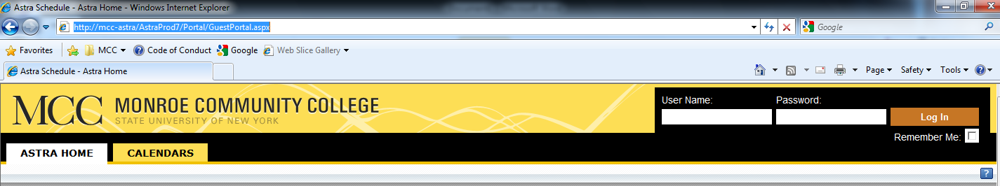 Astra Schedule - Astra Home - Windows Internet Explorer
http://mcc-astra/AstraProd7/Portal/GuestPortal.aspx
Google
Favorites MCC Code of Conduct Google Web Slice Gallery
Astra Schedule - Astra Home
Page Safety Tools
MCC MONROE COMMUNITY COLLEGE
STATE UNIVERSITY OF NEW YORK
User Name: Password:
Log In
Remember Me:
ASTRA HOME CALENDARS